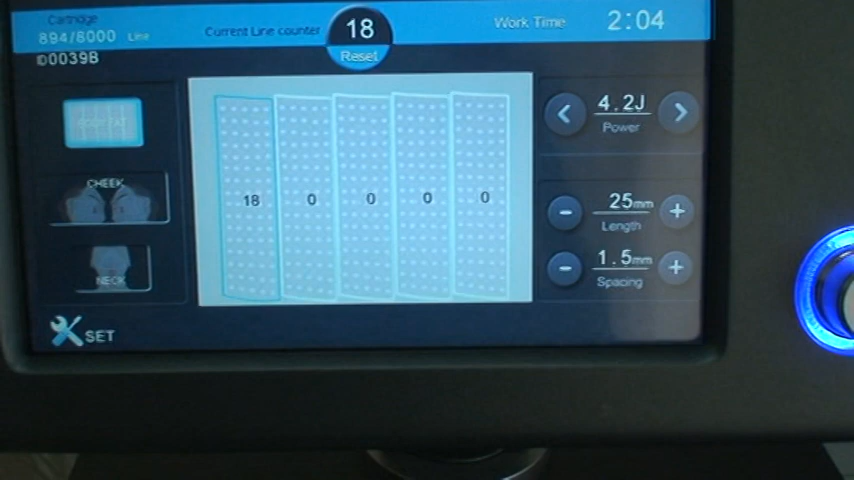 Cartridge
894/8000 Line
ID0039B
Current Line counter
18
Reset
Work Time
2:04
CHEEK
NECK
SET
18 0 0 0 0
4.2J
Power
25mm
Length
1.5mm
Spacing